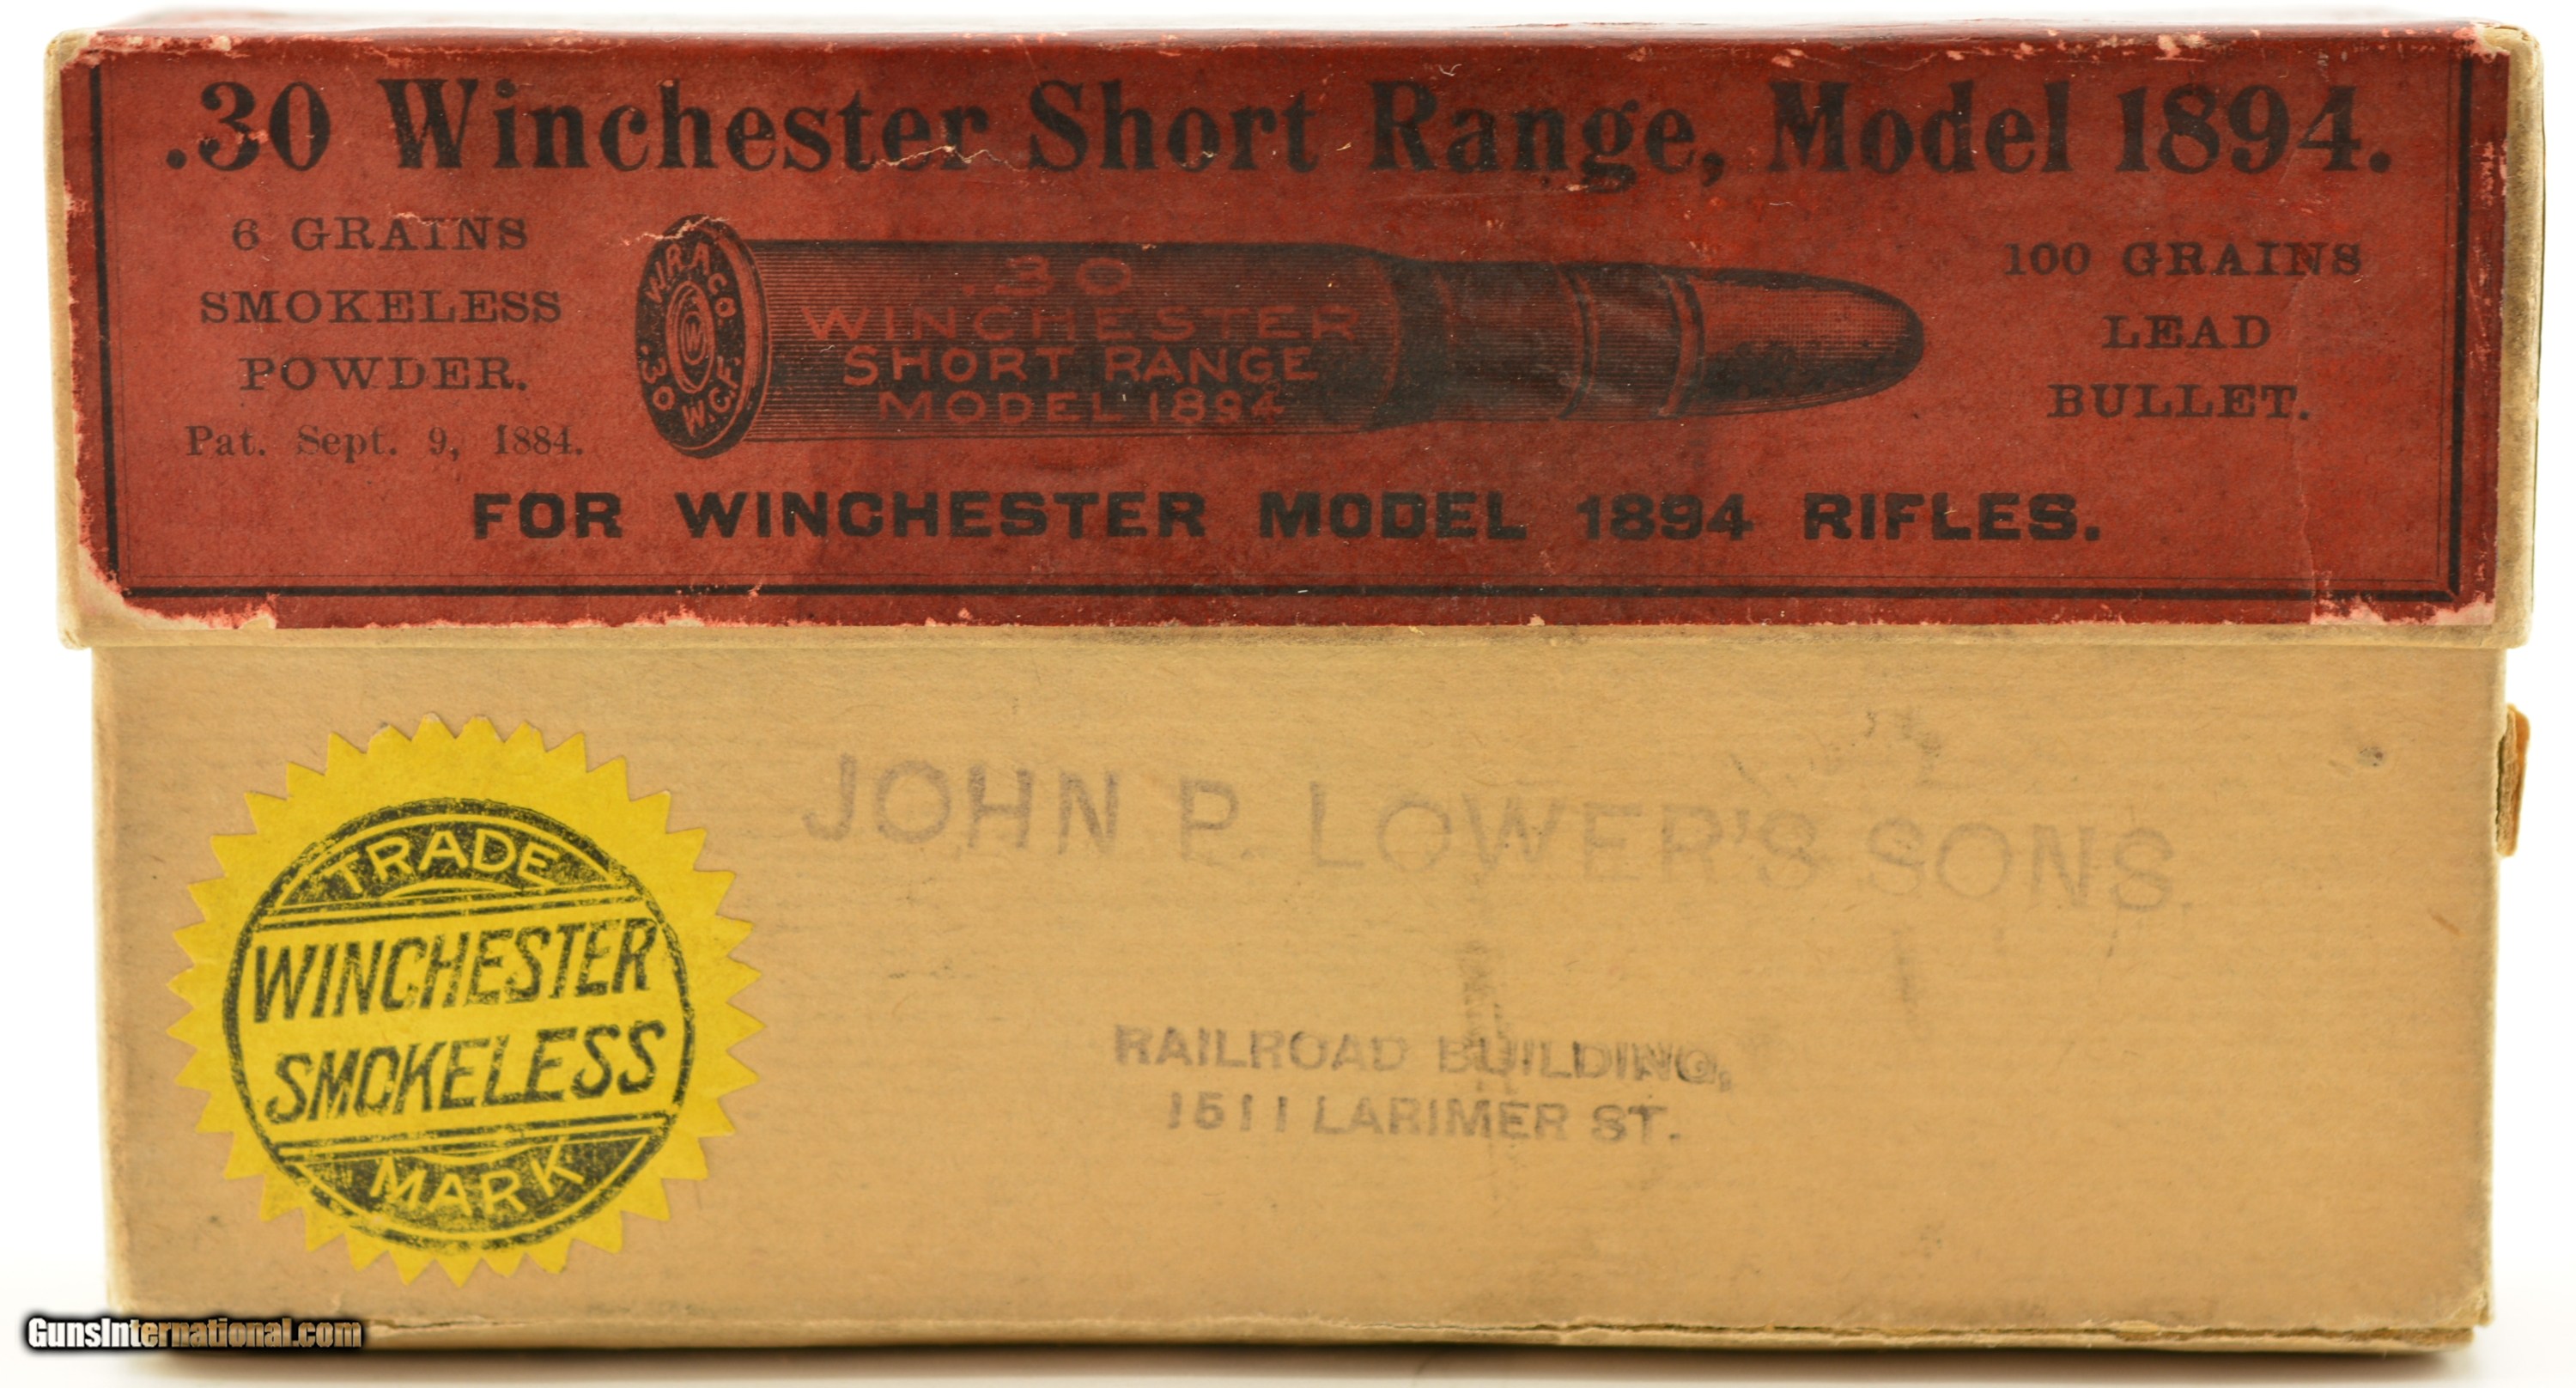 .30 Winchester Short Range, Model 1894.
6 GRAINS
SMOKELESS
POWDER.
Pat. Sept. 9, 1884.
W.R.A.Co.
.30 W.C.F.
W
.30
WINCHESTER
SHORT RANGE
MODEL 1894
100 GRAINS
LEAD
BULLET.
FOR WINCHESTER MODEL 1894 RIFLES.
TRADE
WINCHESTER
SMOKELESS
MARK
JOHN P. LOWER'S SONS.
RAILROAD BUILDING,
1511 LARIMER ST.
GunsInternational.com